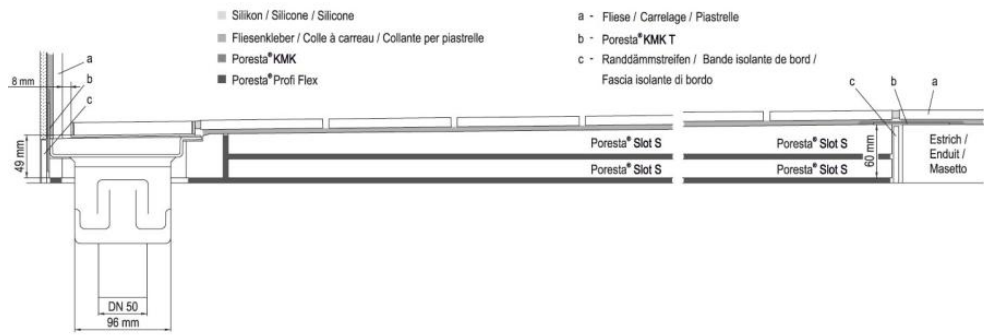 Silikon / Silicone / Silicone
Fliesenkleber / Colle à carreau / Collante per piastrelle
Poresta® KMK
Poresta® Profi Flex
a - Fliese / Carrelage / Piastrelle
b - Poresta® KMK T
c - Randdämmstreifen / Bande isolante de bord /
Fascia isolante di bordo
a
8 mm
b
c
49 mm
c
b
a
Poresta® Slot S
Poresta® Slot S
Poresta® Slot S
Poresta® Slot S
60 mm
Estrich /
Enduit /
Masetto
DN 50
96 mm